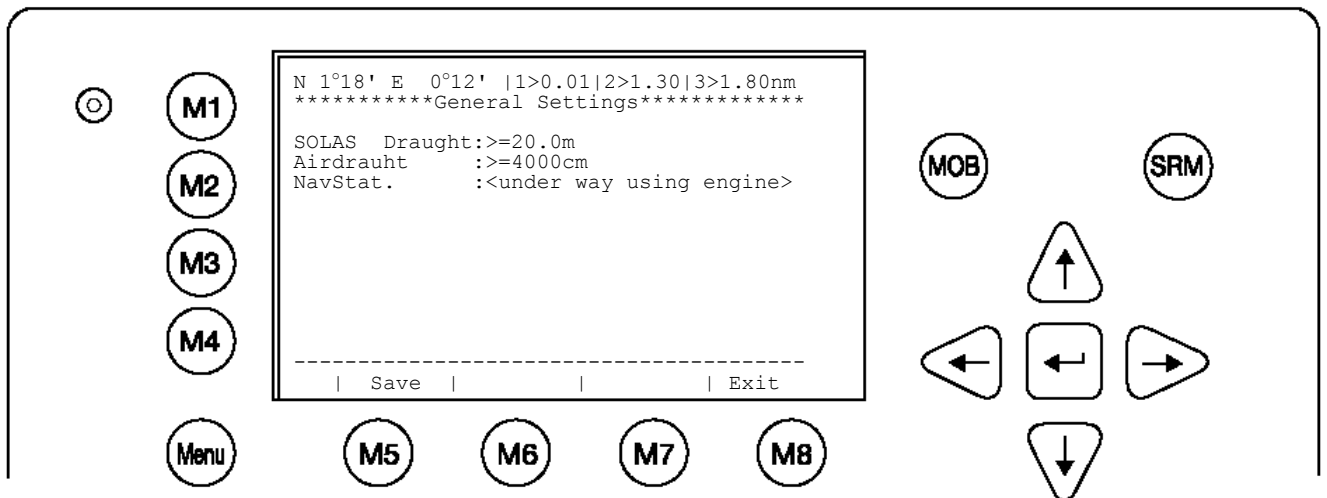 N 1°18' E  0°12' |1>0.01|2>1.30|3>1.80nm
***********General Settings*************
SOLAS  Draught:>=20.0m
Airdrauht     :>=4000cm
NavStat.      :<under way using engine>
----------------------------------------
| Save |         |         | Exit
M1
M2
M3
M4
Menu
M5
M6
M7
M8
MOB
SRM